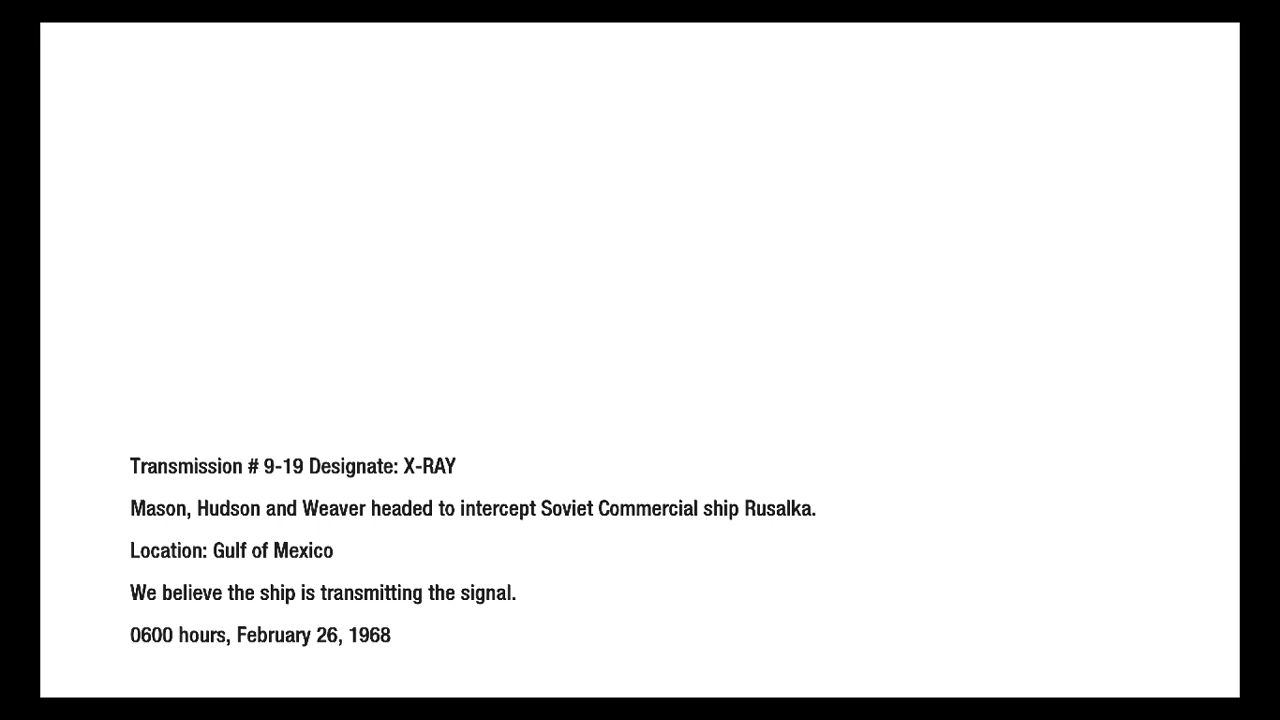 Transmission # 9-19 Designate: X-RAY
Mason, Hudson and Weaver headed to intercept Soviet Commercial ship Rusalka.
Location: Gulf of Mexico
We believe the ship is transmitting the signal.
0600 hours, February 26, 1968